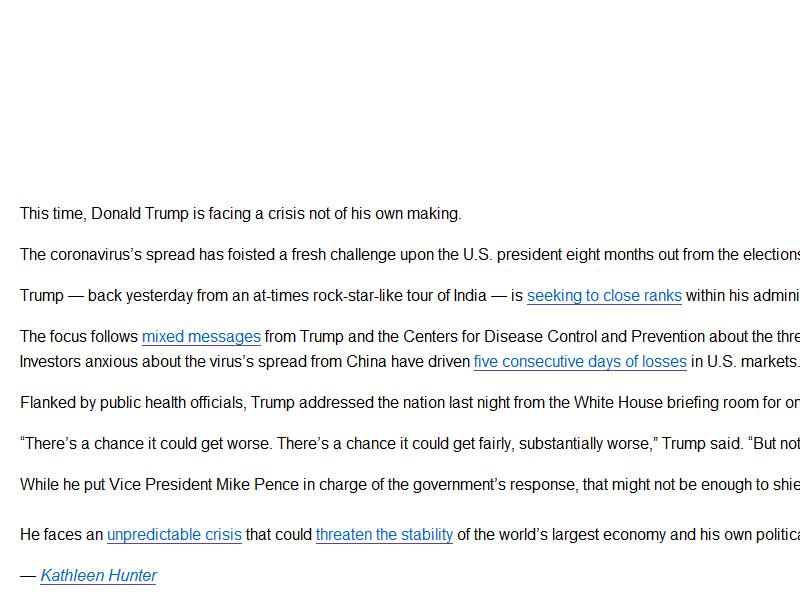 This time, Donald Trump is facing a crisis not of his own making.
The coronavirus’s spread has foisted a fresh challenge upon the U.S. president eight months out from the elections
Trump — back yesterday from an at-times rock-star-like tour of India — is seeking to close ranks within his admini
The focus follows mixed messages from Trump and the Centers for Disease Control and Prevention about the thre
Investors anxious about the virus’s spread from China have driven five consecutive days of losses in U.S. markets.
Flanked by public health officials, Trump addressed the nation last night from the White House briefing room for on
“There’s a chance it could get worse. There’s a chance it could get fairly, substantially worse,” Trump said. “But not
While he put Vice President Mike Pence in charge of the government’s response, that might not be enough to shie
He faces an unpredictable crisis that could threaten the stability of the world’s largest economy and his own politica
— Kathleen Hunter